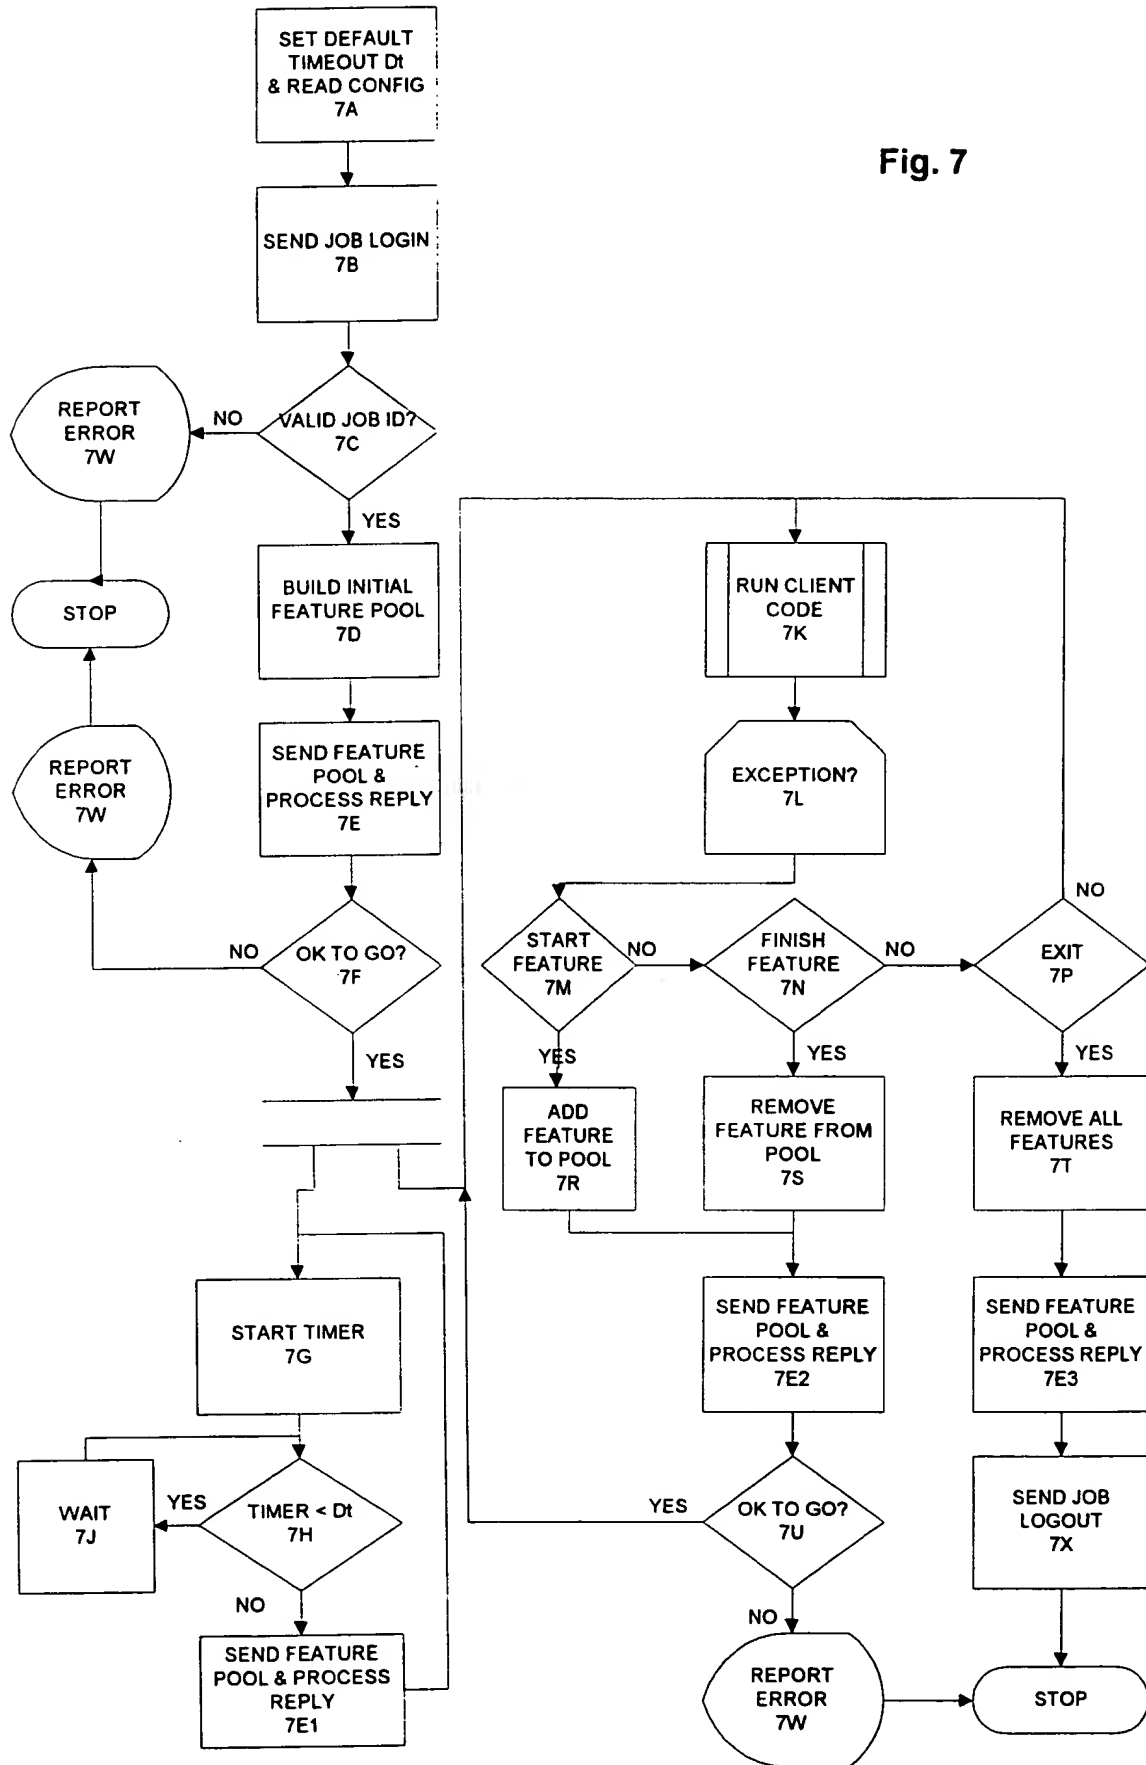 SET DEFAULT
TIMEOUT Dt
& READ CONFIG
7A
Fig. 7
SEND JOB LOGIN
7B
VALID JOB ID?
7C
NO
REPORT
ERROR
7W
YES
STOP
BUILD INITIAL
FEATURE POOL
7D
RUN CLIENT
CODE
7K
REPORT
ERROR
7W
SEND FEATURE
POOL &
PROCESS REPLY
7E
EXCEPTION?
7L
NO
OK TO GO?
7F
YES
START
FEATURE
7M
NO
FINISH
FEATURE
7N
NO
EXIT
7P
NO
YES
YES
YES
ADD
FEATURE
TO POOL
7R
REMOVE
FEATURE FROM
POOL
7S
REMOVE ALL
FEATURES
7T
START TIMER
7G
SEND FEATURE
POOL &
PROCESS REPLY
7E2
SEND FEATURE
POOL &
PROCESS REPLY
7E3
WAIT
7J
YES
TIMER < Dt
7H
NO
YES
OK TO GO?
7U
NO
SEND JOB
LOGOUT
7X
SEND FEATURE
POOL & PROCESS
REPLY
7E1
REPORT
ERROR
7W
STOP